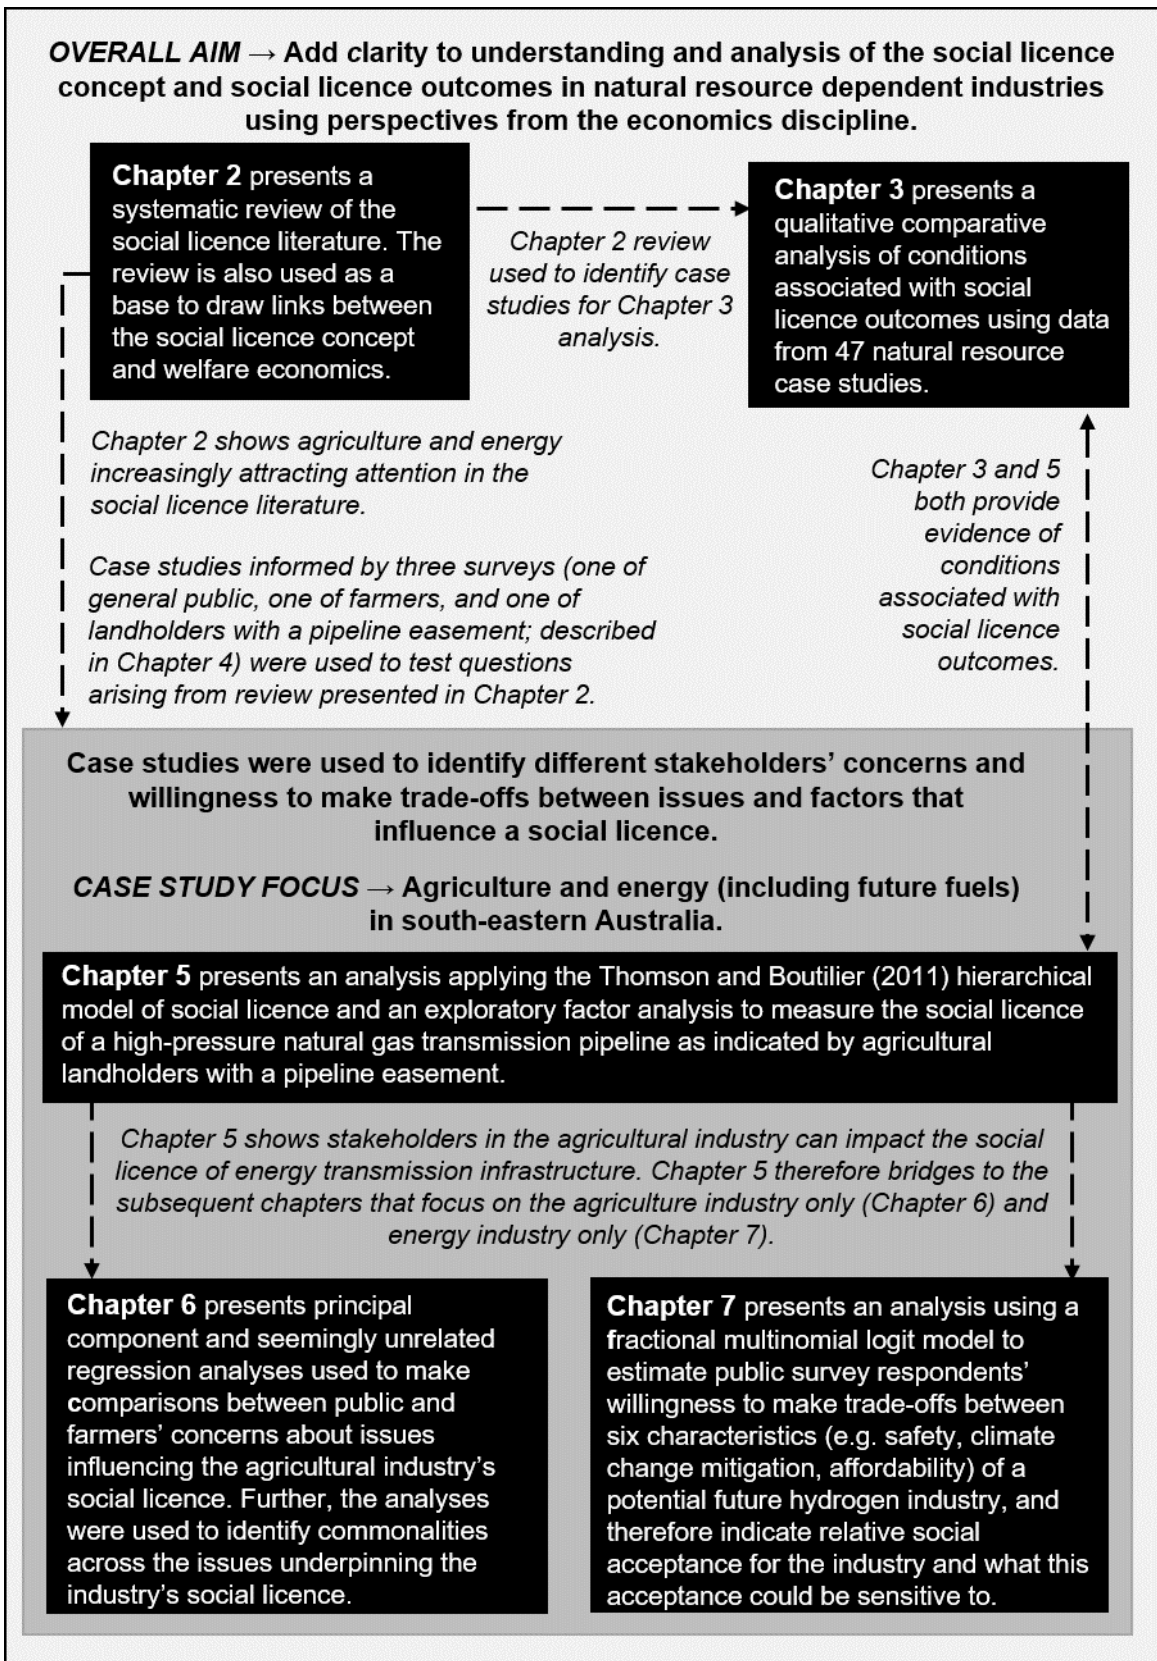 OVERALL AIM → Add clarity to understanding and analysis of the social licence
concept and social licence outcomes in natural resource dependent industries
using perspectives from the economics discipline.
Chapter 2 presents a
systematic review of the
social licence literature. The
review is also used as a
base to draw links between
the social licence concept
and welfare economics.
Chapter 2 review
used to identify case
studies for Chapter 3
analysis.
Chapter 3 presents a
qualitative comparative
analysis of conditions
associated with social
licence outcomes using data
from 47 natural resource
case studies.
Chapter 2 shows agriculture and energy
increasingly attracting attention in the
social licence literature.
Case studies informed by three surveys (one of
general public, one of farmers, and one of
landholders with a pipeline easement; described
in Chapter 4) were used to test questions
arising from review presented in Chapter 2.
Chapter 3 and 5
both provide
evidence of
conditions
associated with
social licence
outcomes.
Case studies were used to identify different stakeholders’ concerns and
willingness to make trade-offs between issues and factors that
influence a social licence.
CASE STUDY FOCUS → Agriculture and energy (including future fuels)
in south-eastern Australia.
Chapter 5 presents an analysis applying the Thomson and Boutilier (2011) hierarchical
model of social licence and an exploratory factor analysis to measure the social licence
of a high-pressure natural gas transmission pipeline as indicated by agricultural
landholders with a pipeline easement.
Chapter 5 shows stakeholders in the agricultural industry can impact the social
licence of energy transmission infrastructure. Chapter 5 therefore bridges to the
subsequent chapters that focus on the agriculture industry only (Chapter 6) and
energy industry only (Chapter 7).
Chapter 6 presents principal
component and seemingly unrelated
regression analyses used to make
comparisons between public and
farmers’ concerns about issues
influencing the agricultural industry’s
social licence. Further, the analyses
were used to identify commonalities
across the issues underpinning the
industry’s social licence.
Chapter 7 presents an analysis using a
fractional multinomial logit model to
estimate public survey respondents’
willingness to make trade-offs between
six characteristics (e.g. safety, climate
change mitigation, affordability) of a
potential future hydrogen industry, and
therefore indicate relative social
acceptance for the industry and what this
acceptance could be sensitive to.